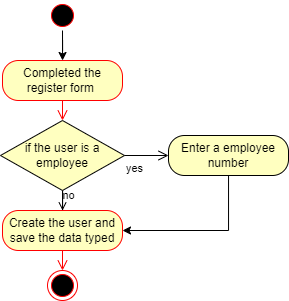 Completed the
register form
if the user is a
employee
yes
Enter a employee
number
no
Create the user and
save the data typed